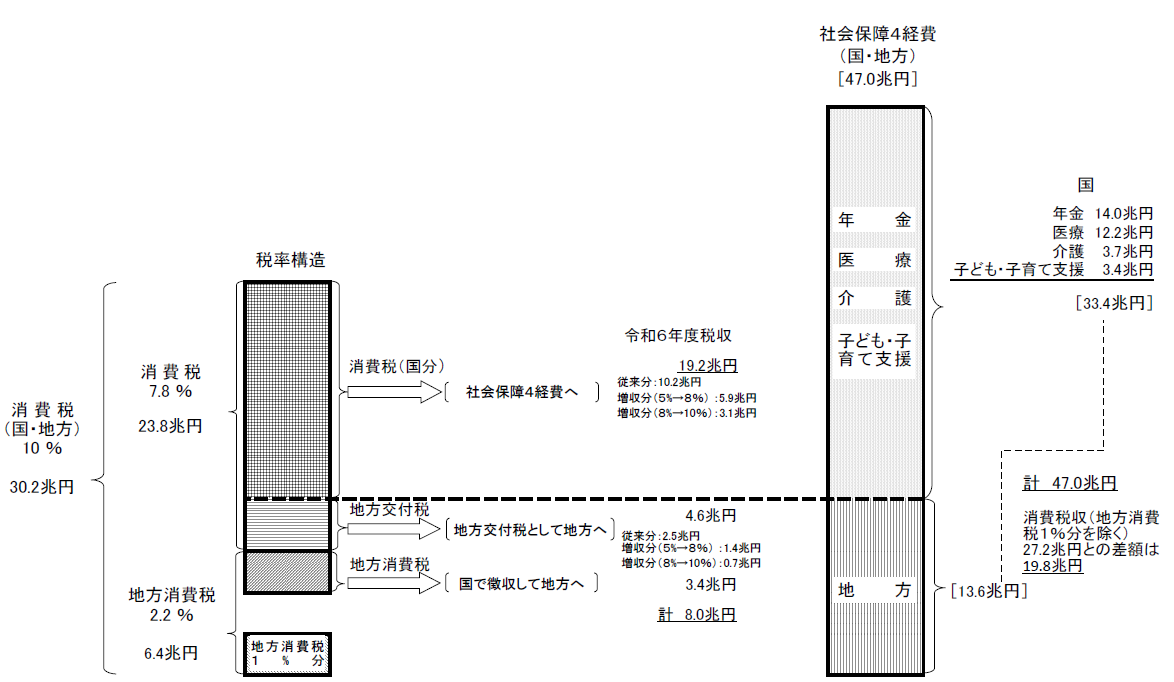 社会保障4経費
（国・地方）
［47.0兆円］
国
年金 14.0兆円
医療 12.2兆円
介護 3.7兆円
子ども・子育て支援 3.4兆円
［33.4兆円］
年 金
医 療
介 護
子ども・子
育て支援
地 方
［13.6兆円］
計 47.0兆円
消費税収（地方消費
税1％分を除く）
27.2兆円との差額は
19.8兆円
税率構造
消 費 税
（国・地方）
10 ％
30.2兆円
消 費 税
7.8 ％
23.8兆円
地方消費税
2.2 ％
6.4兆円
地方消費税
1 ％ 分
令和6年度税収
消費税（国分）
社会保障4経費へ
19.2兆円
従来分：10.2兆円
増収分（5％→8％）：5.9兆円
増収分（8％→10％）：3.1兆円
地方交付税
地方交付税として地方へ
4.6兆円
従来分：2.5兆円
増収分（5％→8％）：1.4兆円
増収分（8％→10％）：0.7兆円
地方消費税
国で徴収して地方へ
3.4兆円
計 8.0兆円